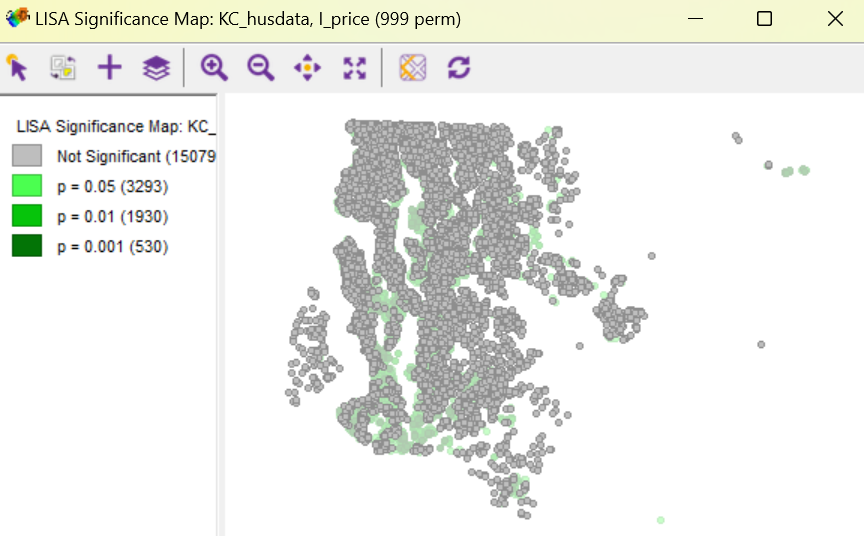 LISA Significance Map: KC_husdata, I_price (999 perm)
LISA Significance Map: KC_
Not Significant (15079
p = 0.05 (3293)
p = 0.01 (1930)
p = 0.001 (530)